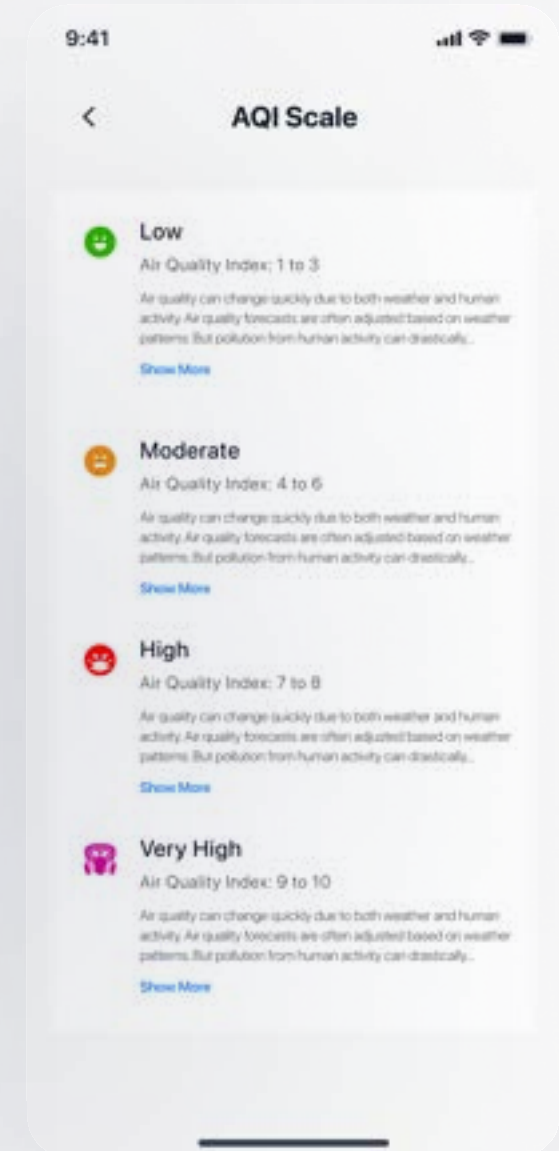 9:41
AQI Scale
Low
Air Quality Index: 1 to 3
Air quality can change quickly due to both weather and human
activity. Air quality forecasts are often adjusted based on weather
patterns. But pollution from human activity can drastically...
Show More
Moderate
Air Quality Index: 4 to 6
Air quality can change quickly due to both weather and human
activity. Air quality forecasts are often adjusted based on weather
patterns. But pollution from human activity can drastically...
Show More
High
Air Quality Index: 7 to 8
Air quality can change quickly due to both weather and human
activity. Air quality forecasts are often adjusted based on weather
patterns. But pollution from human activity can drastically...
Show More
Very High
Air Quality Index: 9 to 10
Air quality can change quickly due to both weather and human
activity. Air quality forecasts are often adjusted based on weather
patterns. But pollution from human activity can drastically...
Show More